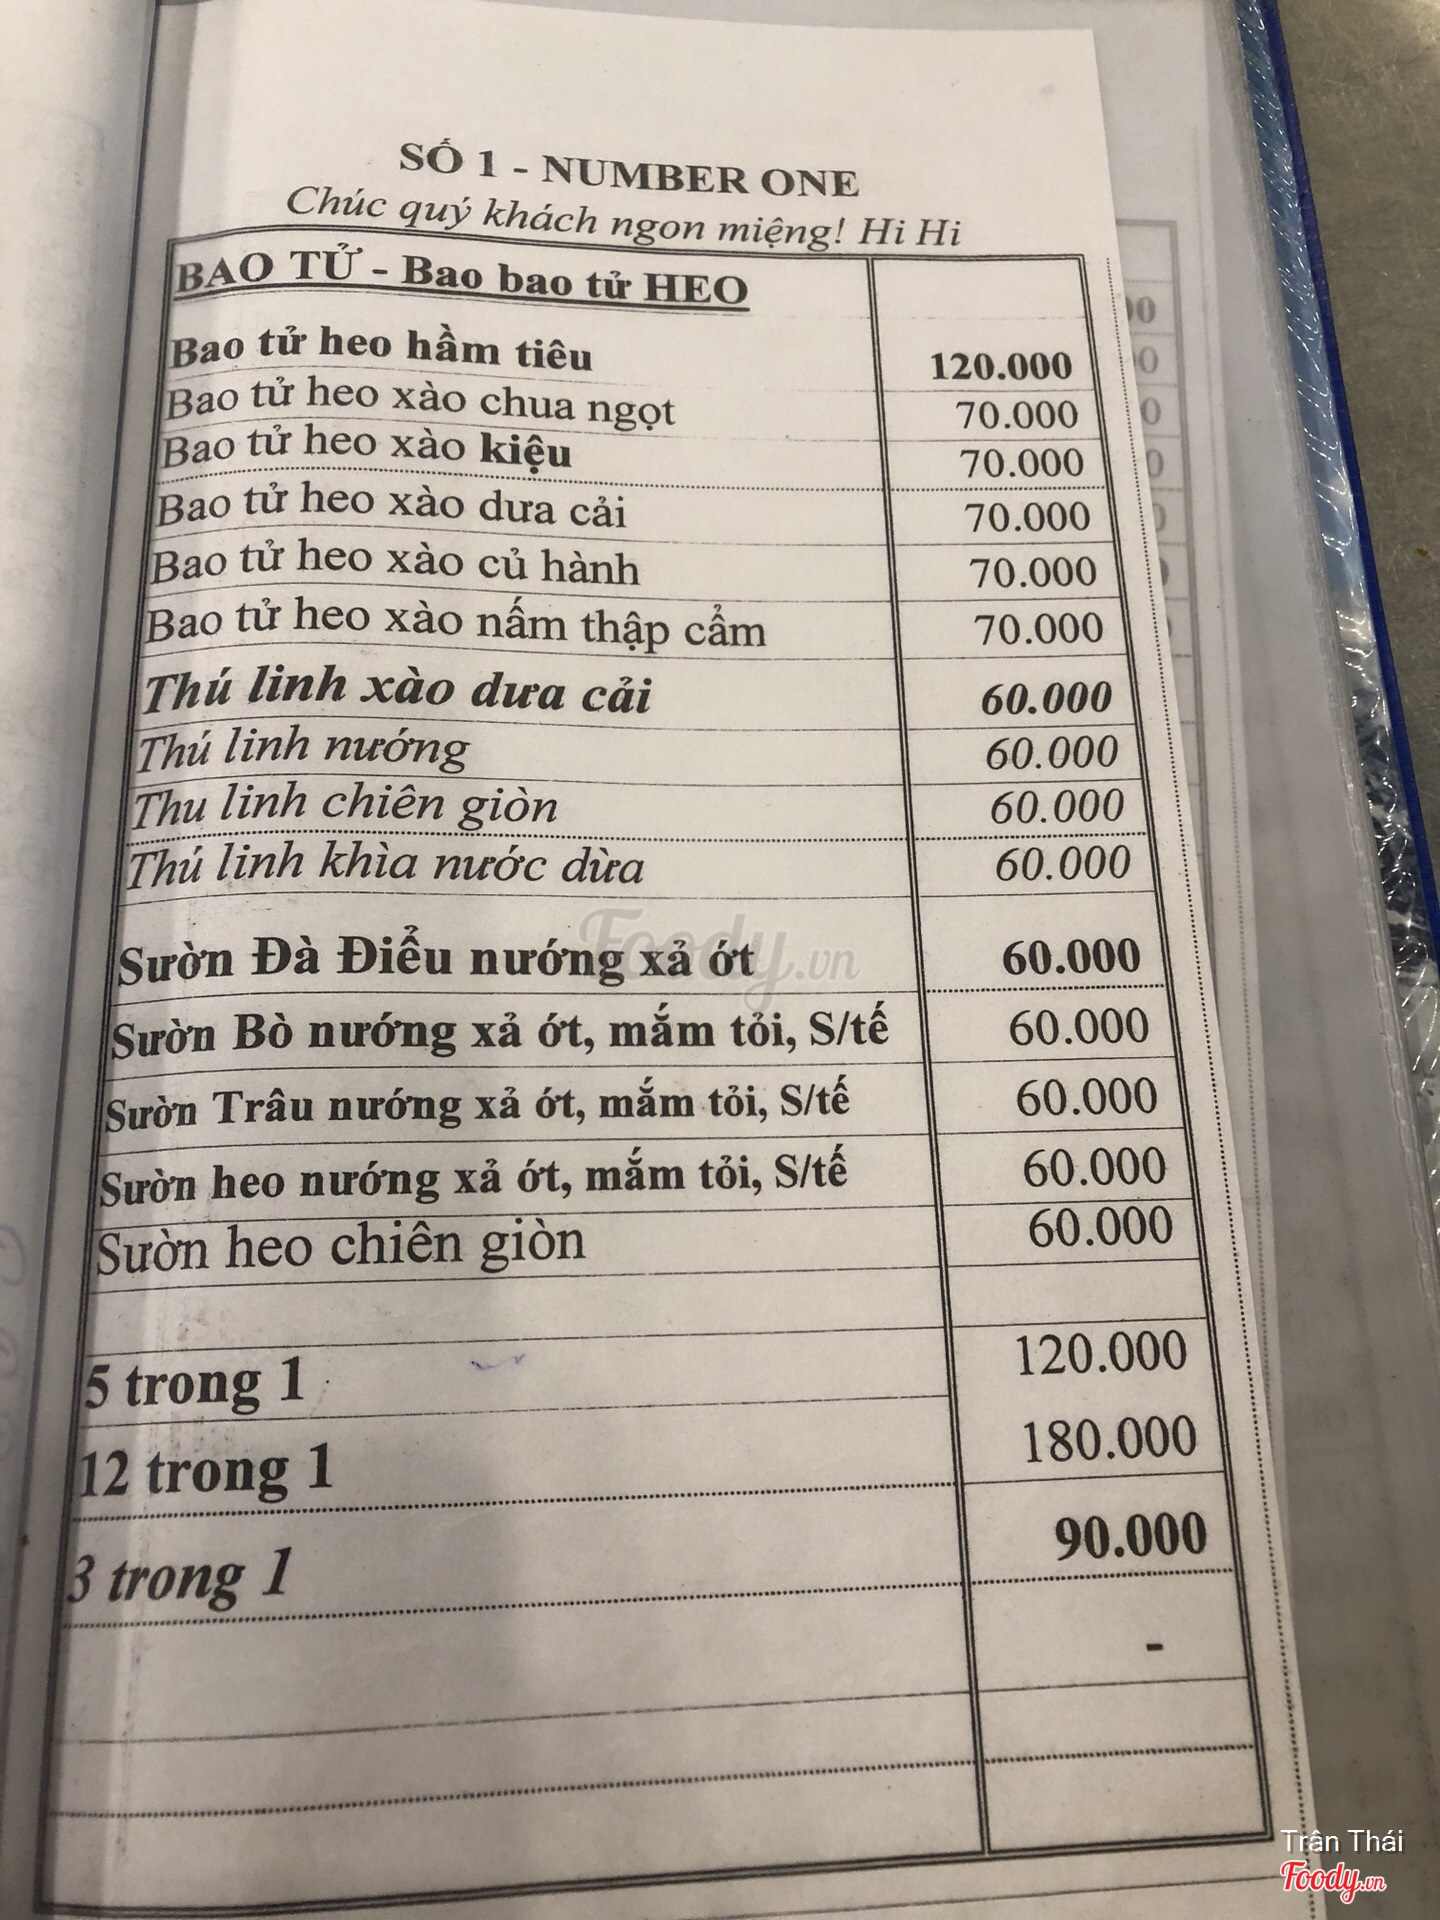 SỐ 1 - NUMBER ONE
Chúc quý khách ngon miệng! Hi Hi
BAO TỬ - Bao bao tử HEO
Bao tử heo hầm tiêu 120.000
Bao tử heo xào chua ngọt 70.000
Bao tử heo xào kiệu 70.000
Bao tử heo xào dưa cải 70.000
Bao tử heo xào củ hành 70.000
Bao tử heo xào nấm thập cẩm 70.000
Thú linh xào dưa cải 60.000
Thú linh nướng 60.000
Thu linh chiên giòn 60.000
Thú linh khìa nước dừa 60.000
Sườn Đà Điểu nướng xả ớt 60.000
Foody.vn
Sườn Bò nướng xả ớt, mắm tỏi, S/tế 60.000
Sườn Trâu nướng xả ớt, mắm tỏi, S/tế 60.000
Sườn heo nướng xả ớt, mắm tỏi, S/tế 60.000
Sườn heo chiên giòn 60.000
5 trong 1 120.000
12 trong 1 180.000
3 trong 1 90.000
-
Trân Thái
Foody.vn